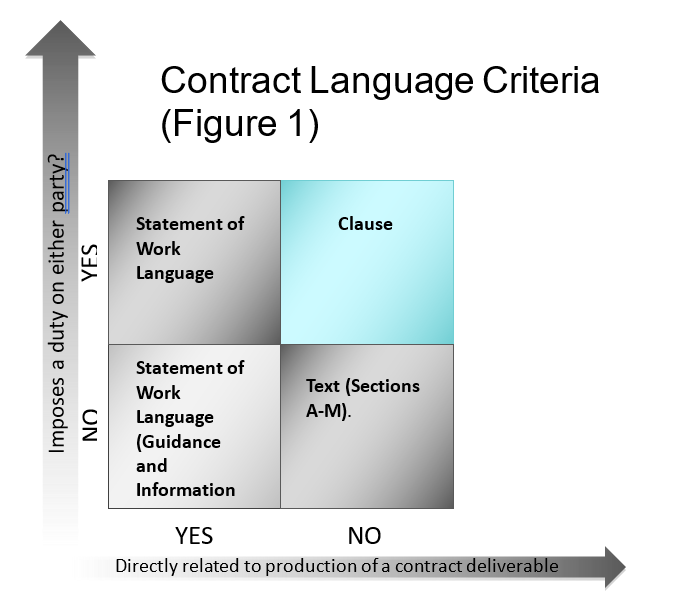 Contract Language Criteria
(Figure 1)
Imposes a duty on either party?
YES
NO
Statement of
Work
Language
Clause
Statement of
Work
Language
(Guidance
and
Information
Text (Sections
A-M).
YES
NO
Directly related to production of a contract deliverable